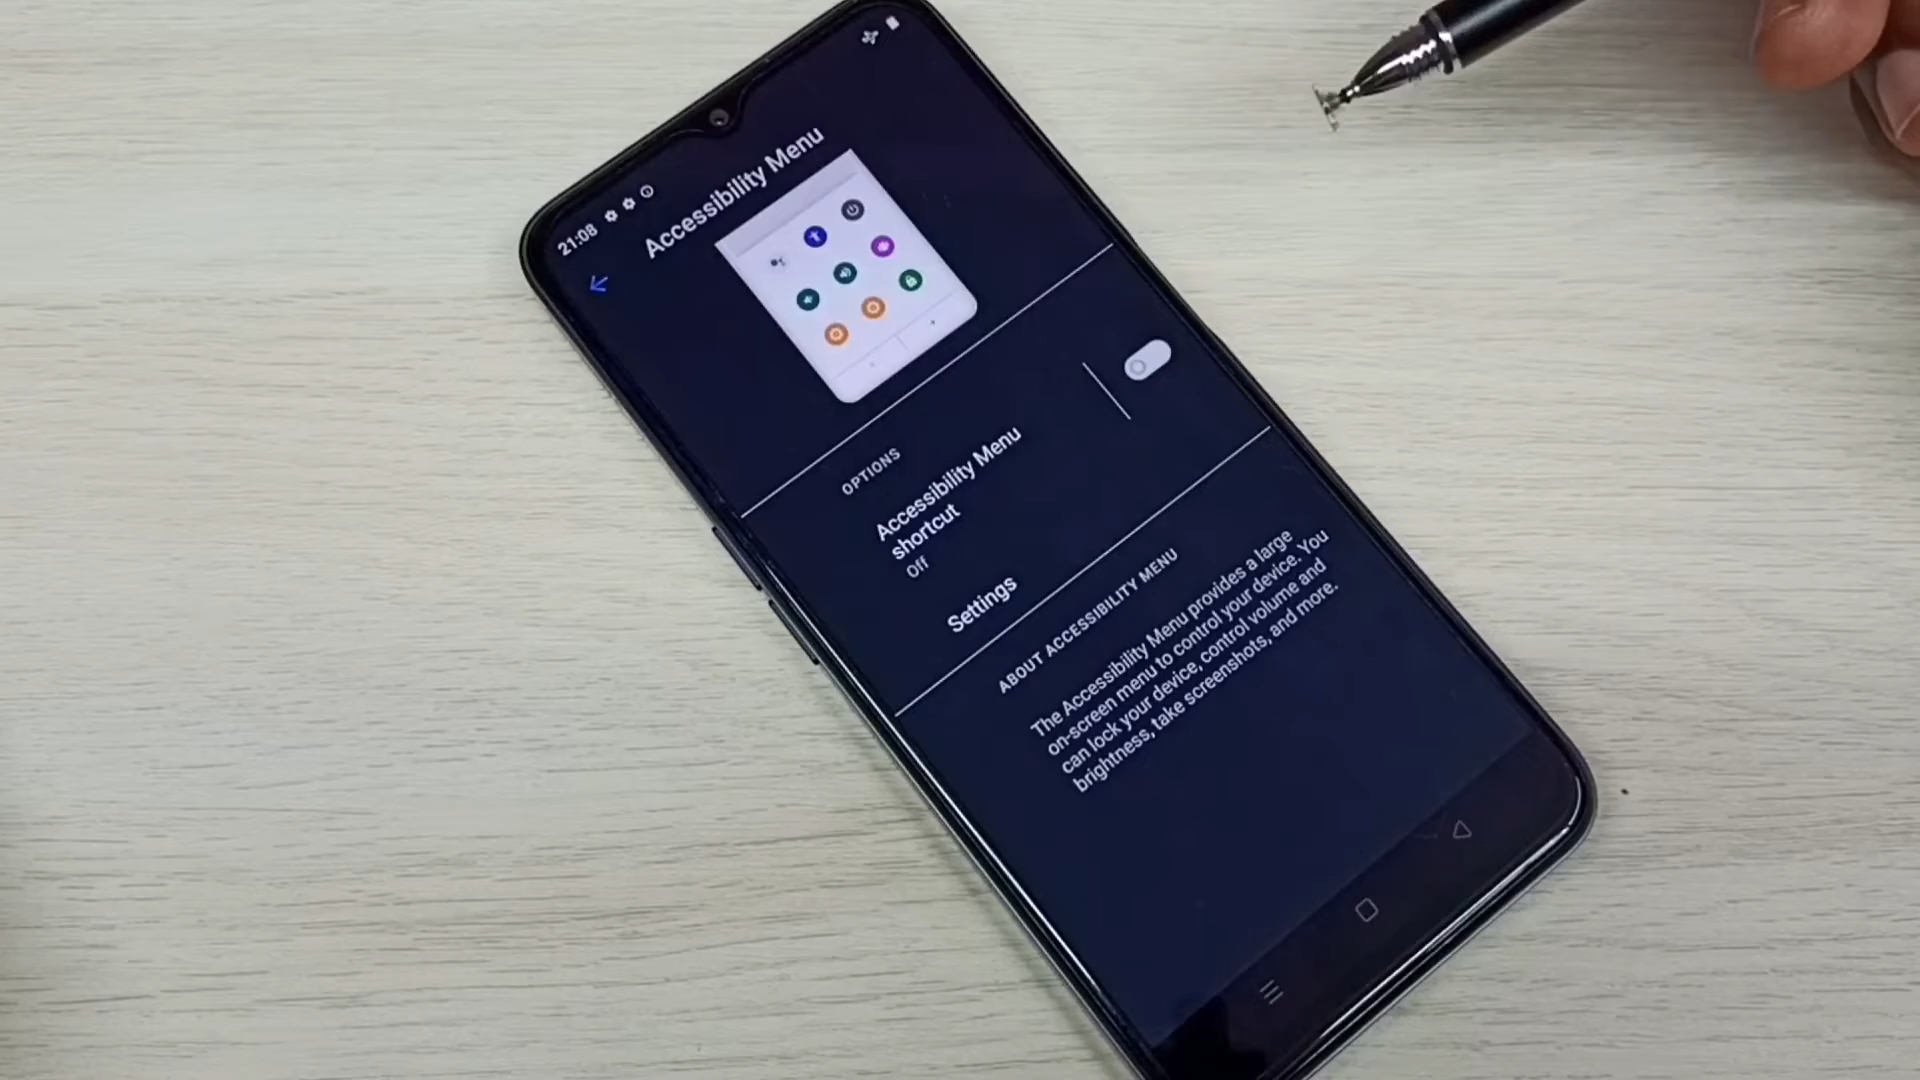 21:08
Accessibility Menu
OPTIONS
Accessibility Menu
shortcut
Off
Settings
ABOUT ACCESSIBILITY MENU
The Accessibility Menu provides a large
on-screen menu to control your device. You
can lock your device, control volume and
brightness, take screenshots, and more.